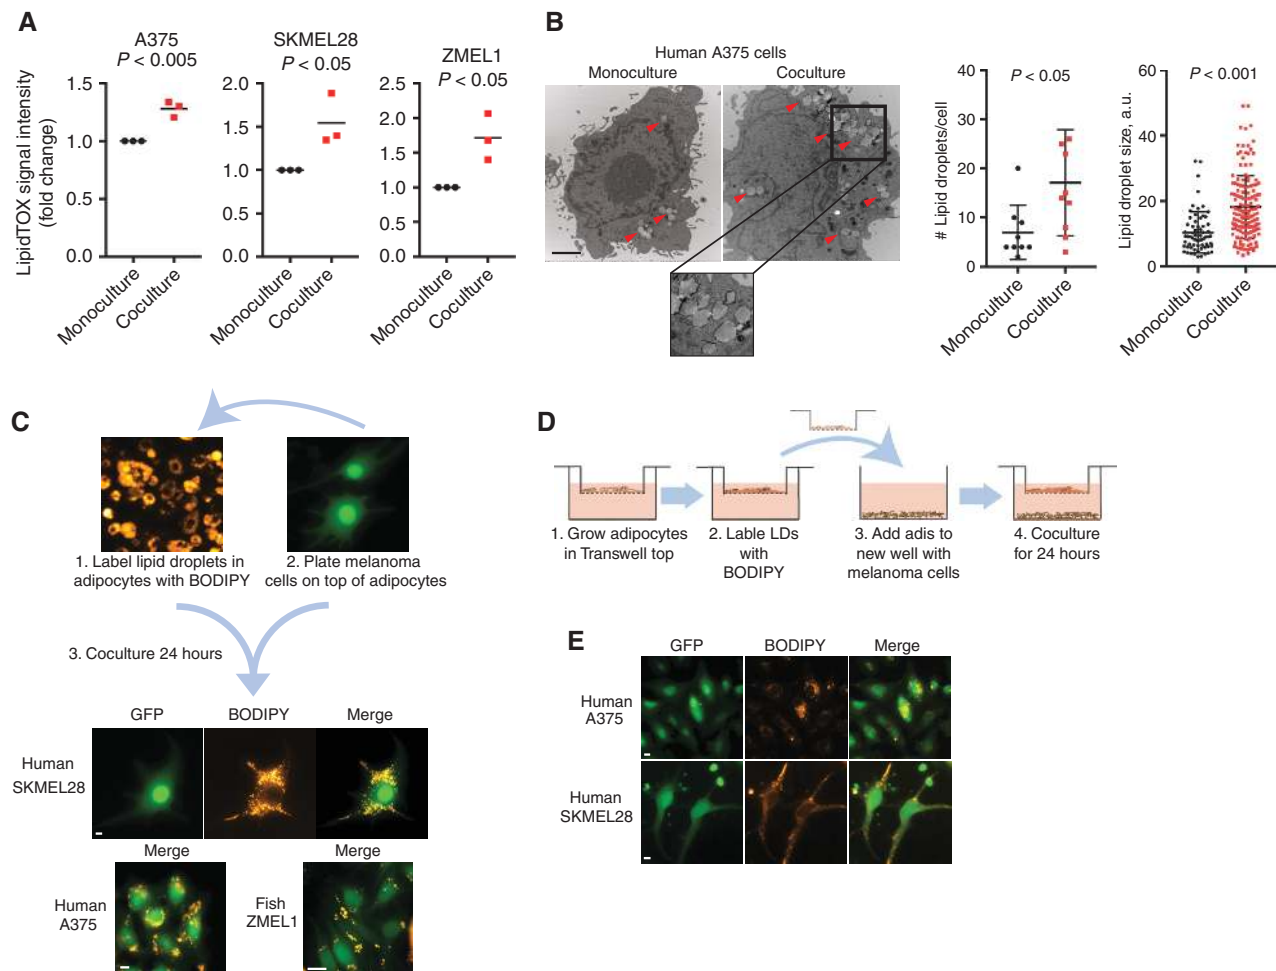 A
A375
P < 0.005
SKMEL28
P < 0.05
ZMEL1
P < 0.05
LipidTOX signal intensity
(fold change)
1.5
1.0
0.5
0.0
2.0
1.5
1.0
0.5
0.0
2.5
2.0
1.5
1.0
0.5
0.0
Monoculture
Coculture
Monoculture
Coculture
Monoculture
Coculture
B
Human A375 cells
Monoculture
Coculture
# Lipid droplets/cell
P < 0.05
40
30
20
10
0
Monoculture
Coculture
Lipid droplet size, a.u.
P < 0.001
60
40
20
0
Monoculture
Coculture
C
1. Label lipid droplets in
adipocytes with BODIPY
2. Plate melanoma
cells on top of adipocytes
3. Coculture 24 hours
GFP
BODIPY
Merge
Human
SKMEL28
Merge
Merge
Human
A375
Fish
ZMEL1
D
1. Grow adipocytes
in Transwell top
2. Lable LDs
with
BODIPY
3. Add adis to
new well with
melanoma cells
4. Coculture
for 24 hours
E
GFP
BODIPY
Merge
Human
A375
Human
SKMEL28